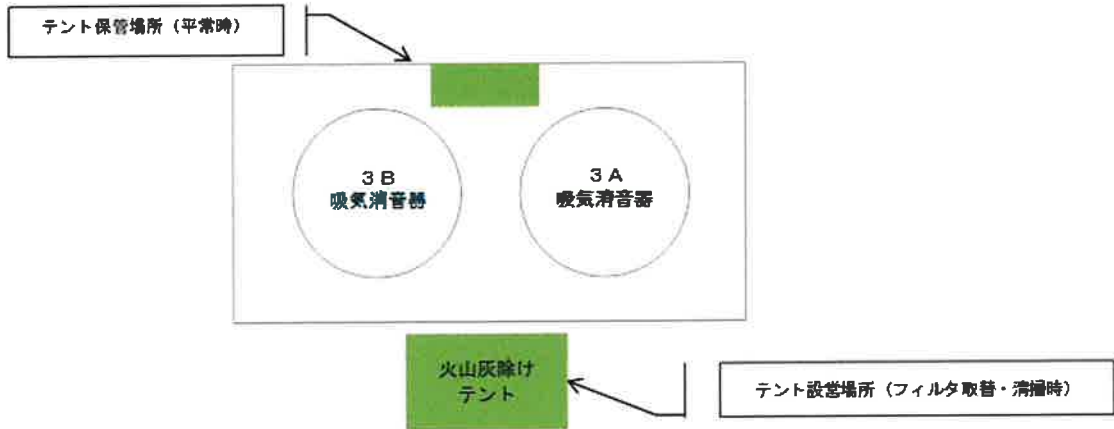 テント保管場所（平常時）
3B
吸気消音器
3A
吸気消音器
火山灰除け
テント
テント設営場所（フィルタ取替・清掃時）